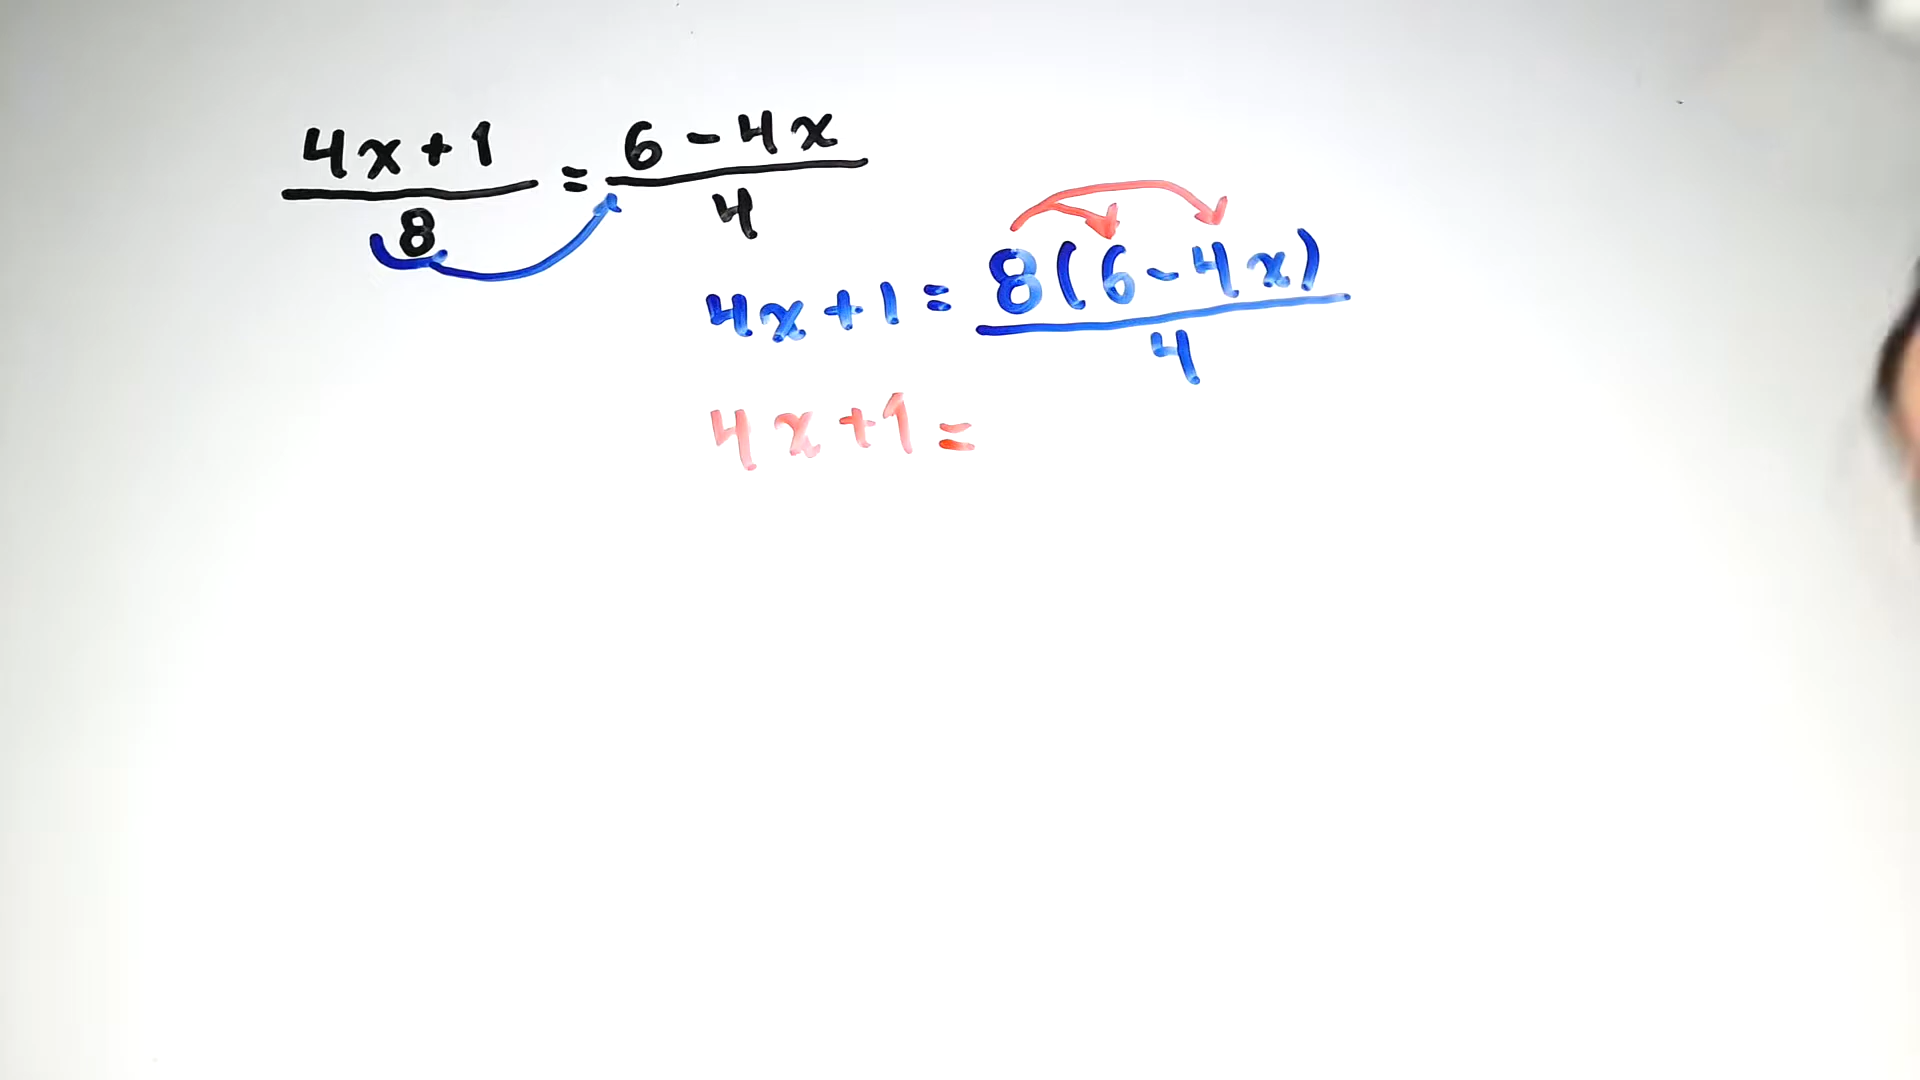 4x+1/8 = 6-4x/4
4x+1 = 8(6-4x)/4
4x+1 =